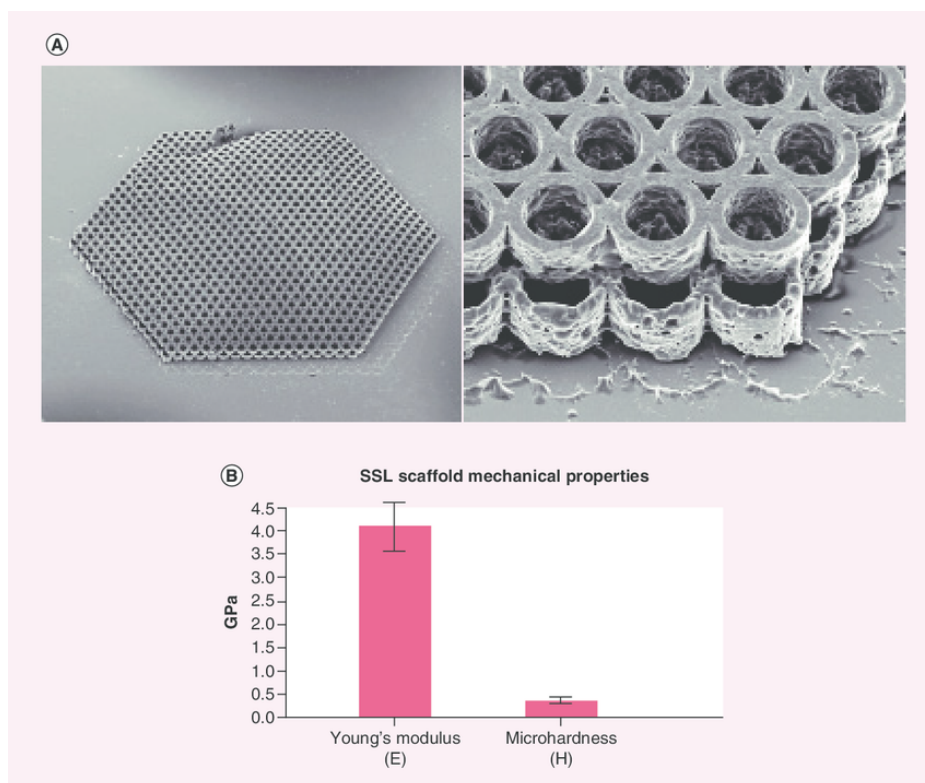 A
B
SSL scaffold mechanical properties
4.5
4.0
3.5
3.0
2.5
2.0
1.5
1.0
0.5
0.0
GPa
Young's modulus
(E)
Microhardness
(H)